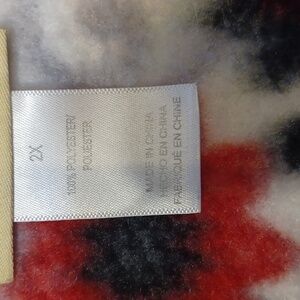 2X
100% POLYESTER/
POLYESTER
MADE IN CHINA
HECHO EN CHINA
FABRIQUÉ EN CHINE